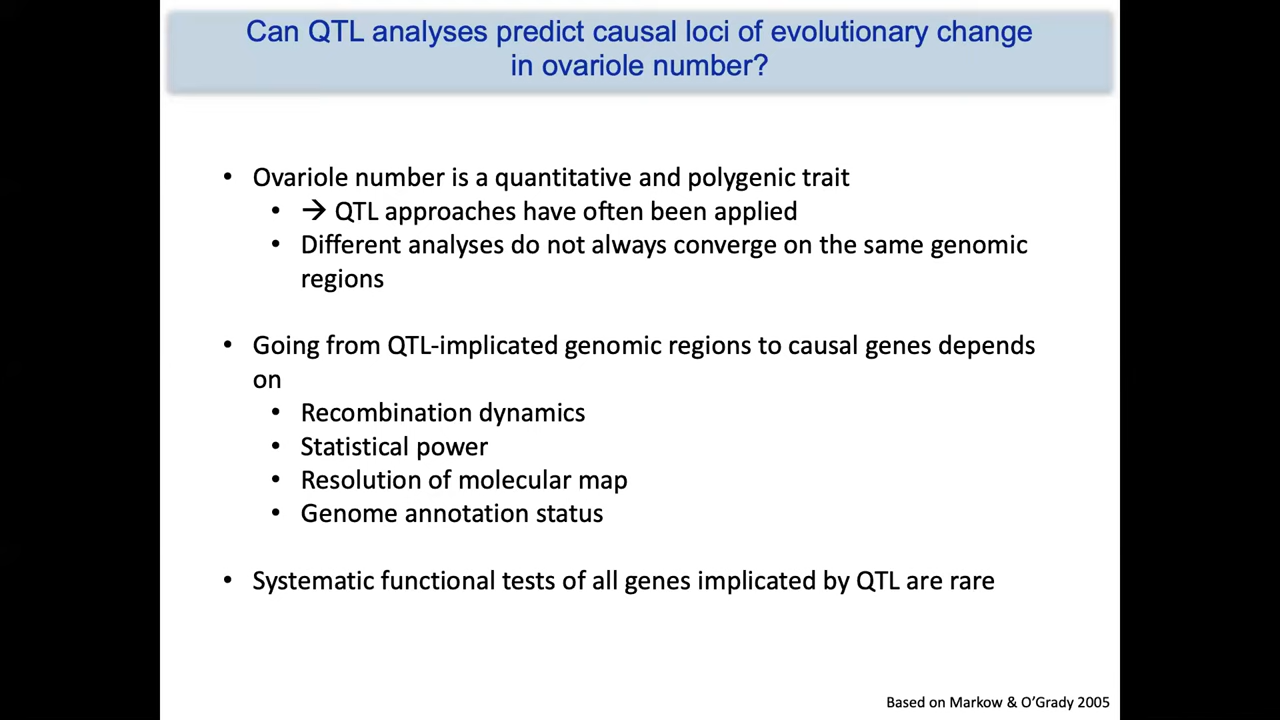 Can QTL analyses predict causal loci of evolutionary change
in ovariole number?
• Ovariole number is a quantitative and polygenic trait
• → QTL approaches have often been applied
• Different analyses do not always converge on the same genomic
regions
• Going from QTL-implicated genomic regions to causal genes depends
on
• Recombination dynamics
• Statistical power
• Resolution of molecular map
• Genome annotation status
• Systematic functional tests of all genes implicated by QTL are rare
Based on Markow & O'Grady 2005